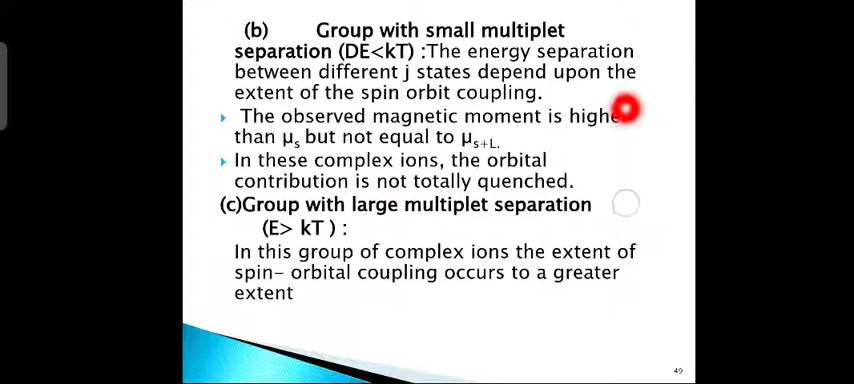 (b) Group with small multiplet
separation (DE<kT) :The energy separation
between different j states depend upon the
extent of the spin orbit coupling.
The observed magnetic moment is highe
than μs but not equal to μs+L.
In these complex ions, the orbital
contribution is not totally quenched.
(c)Group with large multiplet separation
(E> kT ) :
In this group of complex ions the extent of
spin- orbital coupling occurs to a greater
extent
49